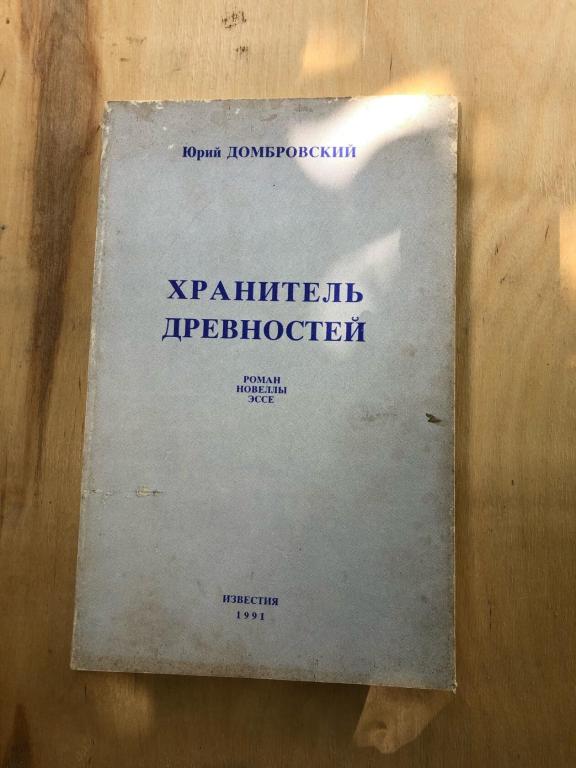 Юрий ДОМБРОВСКИЙ
ХРАНИТЕЛЬ
ДРЕВНОСТЕЙ
РОМАН
НОВЕЛЛЫ
ЭССЕ
ИЗВЕСТИЯ
1991